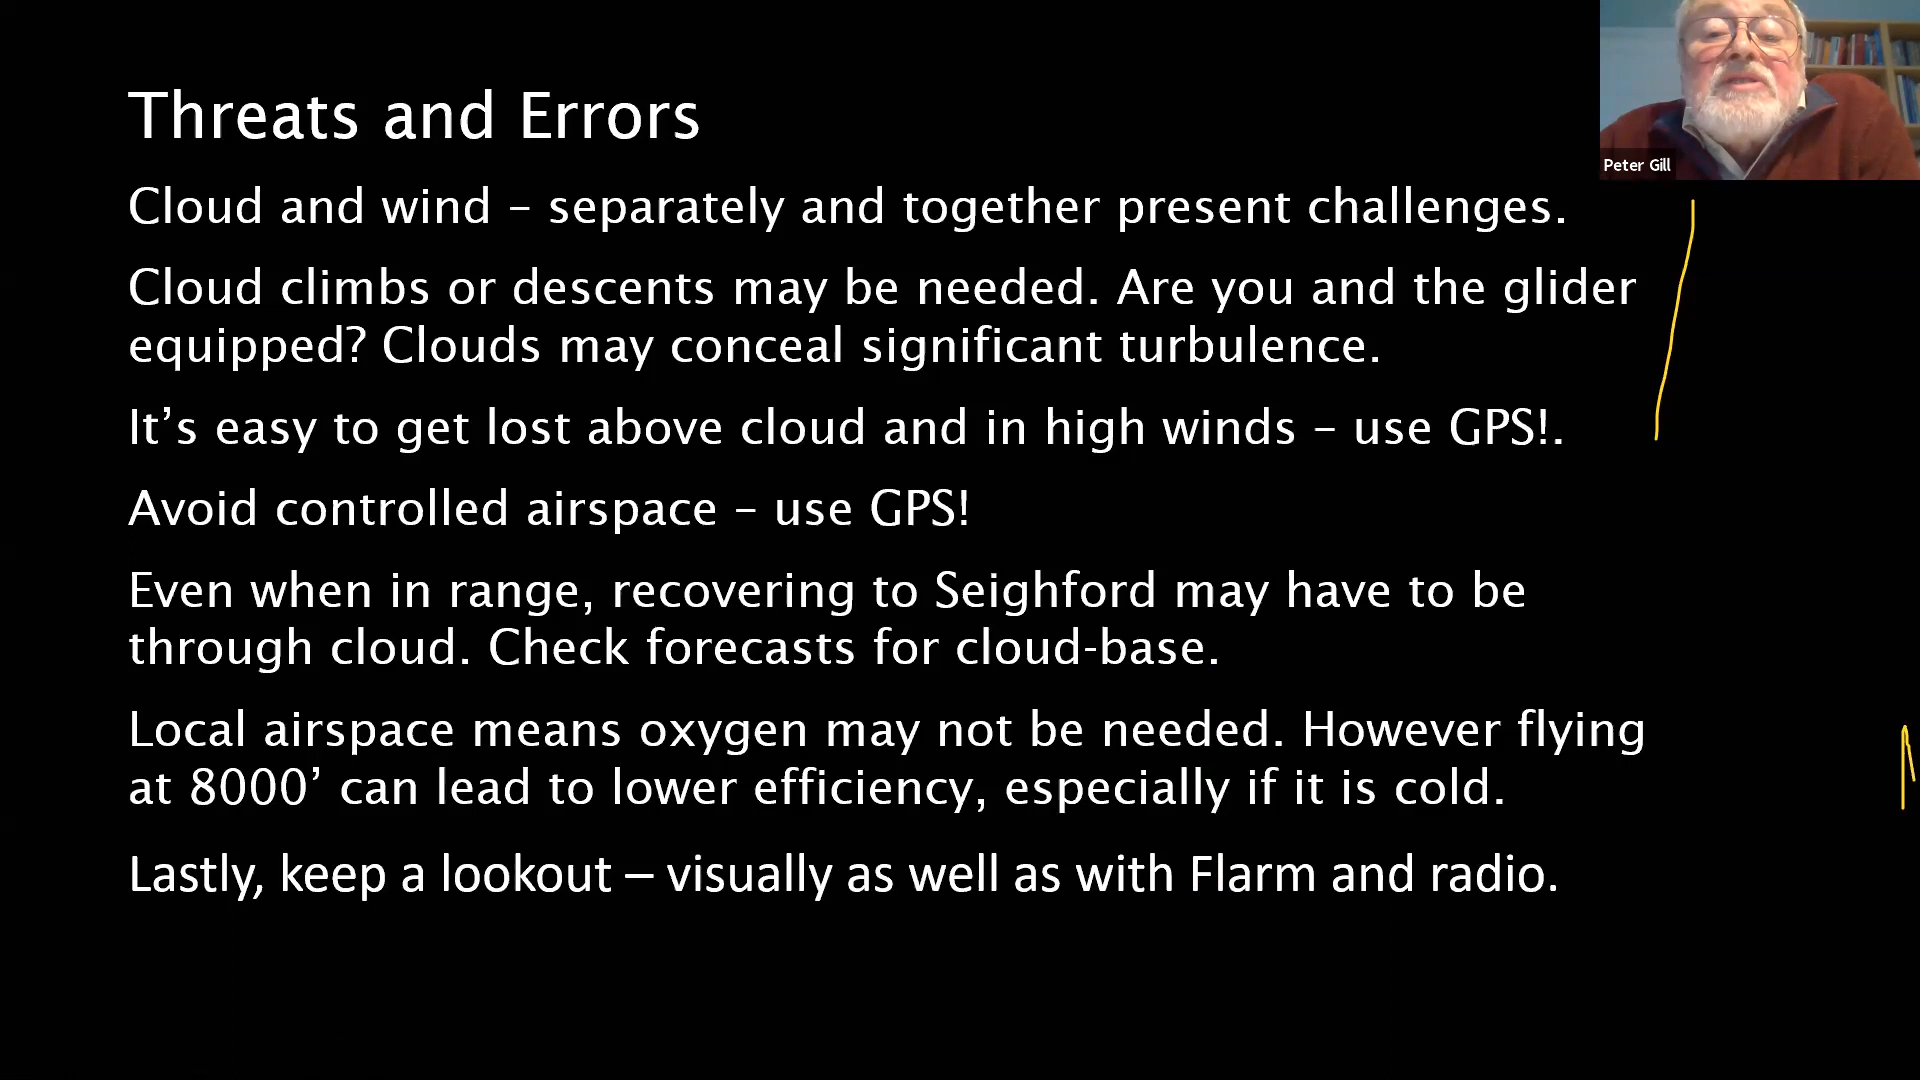 Threats and Errors
Peter Gill
Cloud and wind – separately and together present challenges.
Cloud climbs or descents may be needed. Are you and the glider
equipped? Clouds may conceal significant turbulence.
It’s easy to get lost above cloud and in high winds – use GPS!.
Avoid controlled airspace – use GPS!
Even when in range, recovering to Seighford may have to be
through cloud. Check forecasts for cloud-base.
Local airspace means oxygen may not be needed. However flying
at 8000’ can lead to lower efficiency, especially if it is cold.
Lastly, keep a lookout – visually as well as with Flarm and radio.